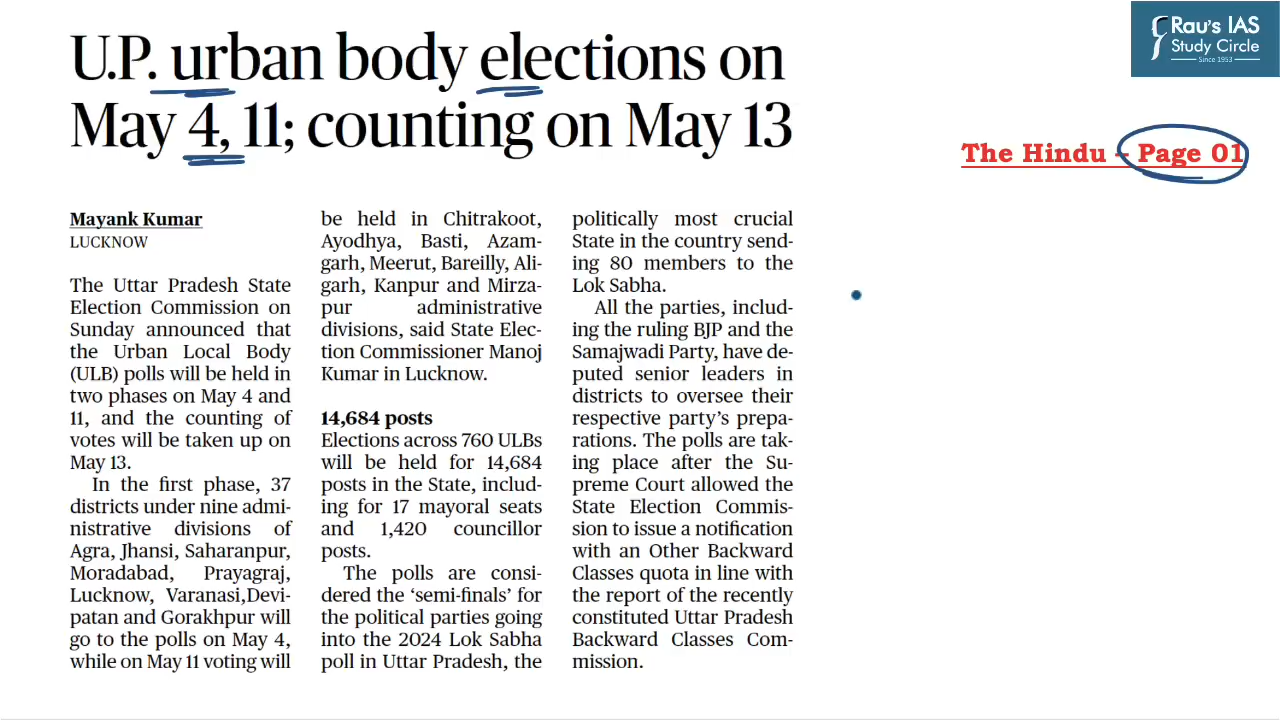 Rau's IAS
Study Circle
Since 1953
U.P. urban body elections on
May 4, 11; counting on May 13
The Hindu – Page 01
Mayank Kumar
LUCKNOW
The Uttar Pradesh State
Election Commission on
Sunday announced that
the Urban Local Body
(ULB) polls will be held in
two phases on May 4 and
11, and the counting of
votes will be taken up on
May 13.
In the first phase, 37
districts under nine admi-
nistrative divisions of
Agra, Jhansi, Saharanpur,
Moradabad, Prayagraj,
Lucknow, Varanasi,Devi-
patan and Gorakhpur will
go to the polls on May 4,
while on May 11 voting will
be held in Chitrakoot,
Ayodhya, Basti, Azam-
garh, Meerut, Bareilly, Ali-
garh, Kanpur and Mirza-
pur administrative
divisions, said State Elec-
tion Commissioner Manoj
Kumar in Lucknow.
14,684 posts
Elections across 760 ULBs
will be held for 14,684
posts in the State, includ-
ing for 17 mayoral seats
and 1,420 councillor
posts.
The polls are consi-
dered the ‘semi-finals’ for
the political parties going
into the 2024 Lok Sabha
poll in Uttar Pradesh, the
politically most crucial
State in the country send-
ing 80 members to the
Lok Sabha.
All the parties, includ-
ing the ruling BJP and the
Samajwadi Party, have de-
puted senior leaders in
districts to oversee their
respective party’s prepa-
rations. The polls are tak-
ing place after the Su-
preme Court allowed the
State Election Commis-
sion to issue a notification
with an Other Backward
Classes quota in line with
the report of the recently
constituted Uttar Pradesh
Backward Classes Com-
mission.